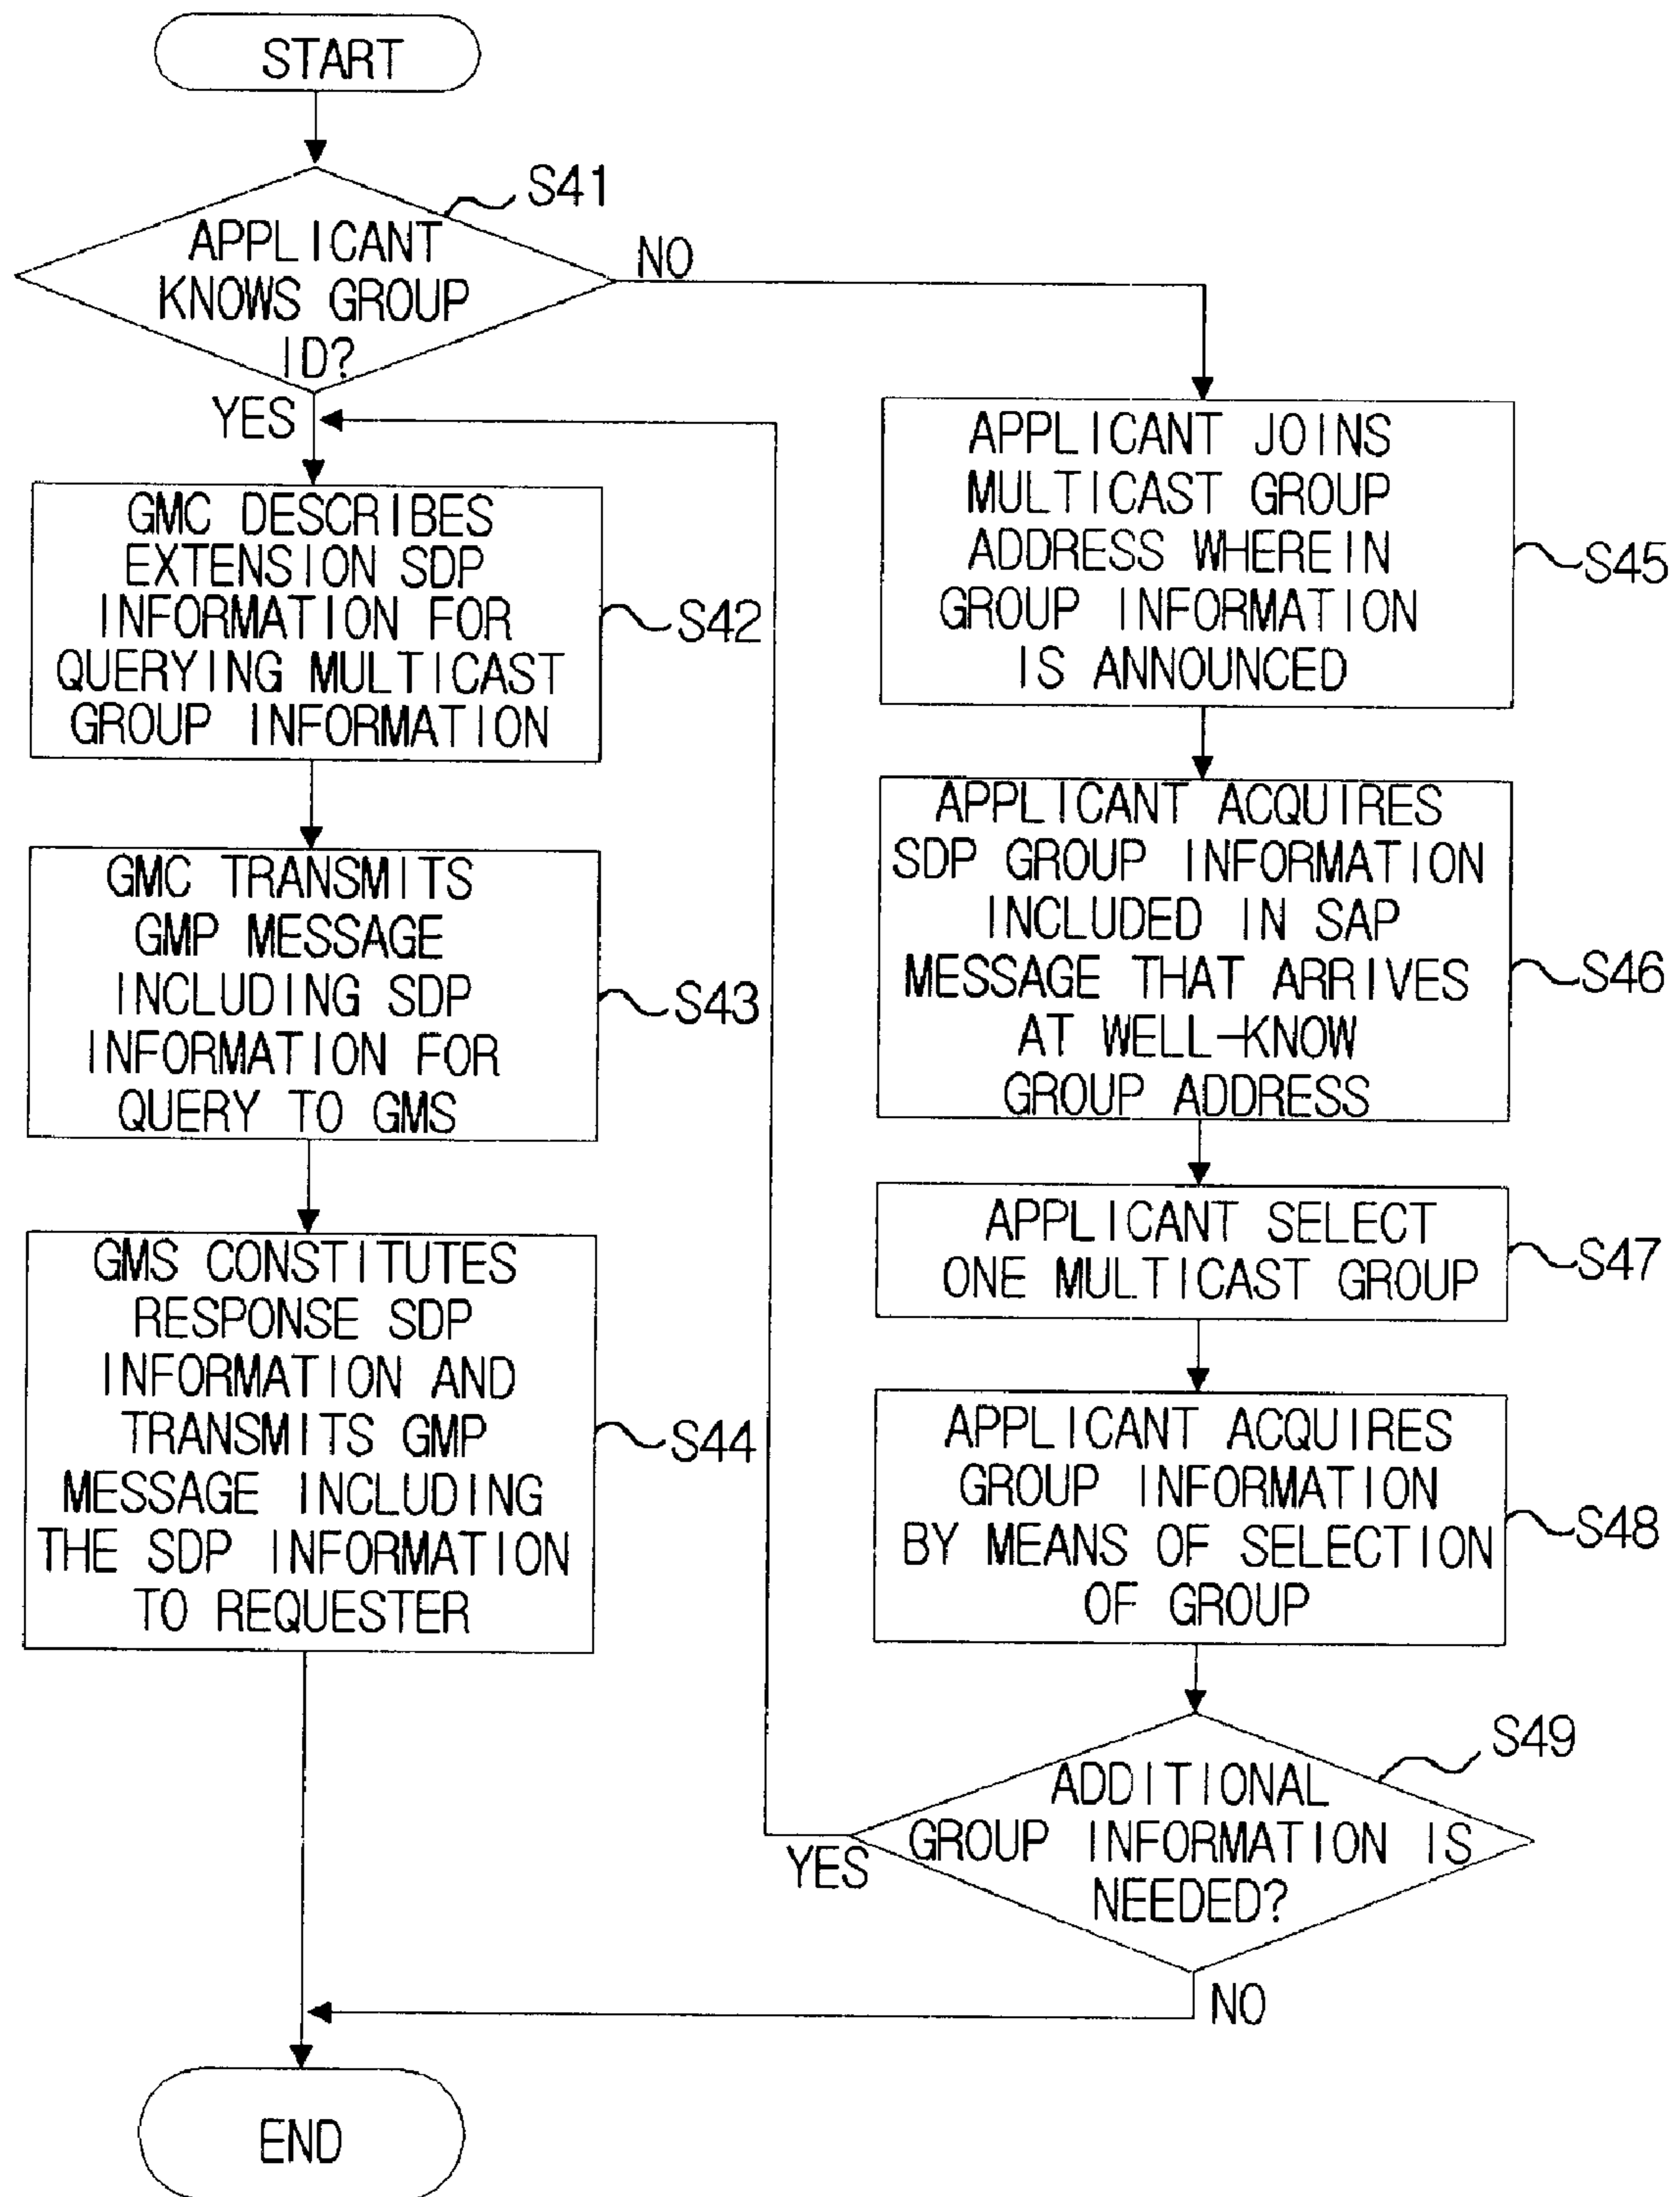 START
S41
APPLICANT
KNOWS GROUP
ID?
NO
YES
GMC DESCRIBES
EXTENSION SDP
INFORMATION FOR
QUERYING MULTICAST
GROUP INFORMATION
S42
GMC TRANSMITS
GMP MESSAGE
INCLUDING SDP
INFORMATION FOR
QUERY TO GMS
S43
GMS CONSTITUTES
RESPONSE SDP
INFORMATION AND
TRANSMITS GMP
MESSAGE INCLUDING
THE SDP INFORMATION
TO REQUESTER
S44
APPLICANT JOINS
MULTICAST GROUP
ADDRESS WHEREIN
GROUP INFORMATION
IS ANNOUNCED
S45
APPLICANT ACQUIRES
SDP GROUP INFORMATION
INCLUDED IN SAP
MESSAGE THAT ARRIVES
AT WELL-KNOW
GROUP ADDRESS
S46
APPLICANT SELECT
ONE MULTICAST GROUP
S47
APPLICANT ACQUIRES
GROUP INFORMATION
BY MEANS OF SELECTION
OF GROUP
S48
S49
ADDITIONAL
GROUP INFORMATION IS
NEEDED?
YES
NO
END